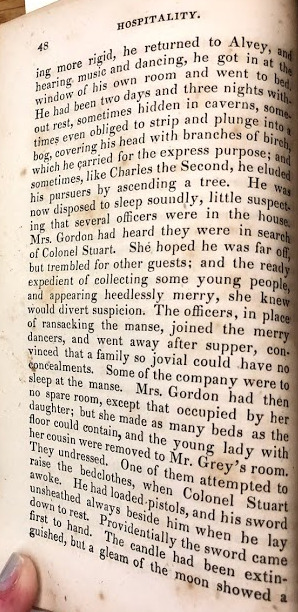 48
HOSPITALITY.
ing more rigid, he returned to Alvey, and
hearing music and dancing, he got in at the
window of his own room and went to bed.
He had been two days and three nights with-
out rest, sometimes hidden in caverns, some-
times even obliged to strip and plunge into a
bog, covering his head with branches of birch,
which he carried for the express purpose; and
sometimes, like Charles the Second, he eluded
his pursuers by ascending a tree. He was
now disposed to sleep soundly, little suspect-
ing that several officers were in the house.
Mrs. Gordon had heard they were in search
of Colonel Stuart. She hoped he was far off,
but trembled for other guests; and the ready
expedient of collecting some young people,
and appearing heedlessly merry, she knew
would divert suspicion. The officers, in place
of ransacking the manse, joined the merry
dancers, and went away after supper, con-
vinced that a family so jovial could have no
concealments. Some of the company were to
sleep at the manse. Mrs. Gordon had then
no spare room, except that occupied by her
daughter; but she made as many beds as the
floor could contain, and the young lady with
her cousin were removed to Mr. Grey's room.
They undressed. One of them attempted to
raise the bedclothes, when Colonel Stuart
awoke. He had loaded pistols, and his sword
unsheathed always beside him when he lay
down to rest. Providentially the sword came
first to hand. The candle had been extin-
guished, but a gleam of the moon showed a